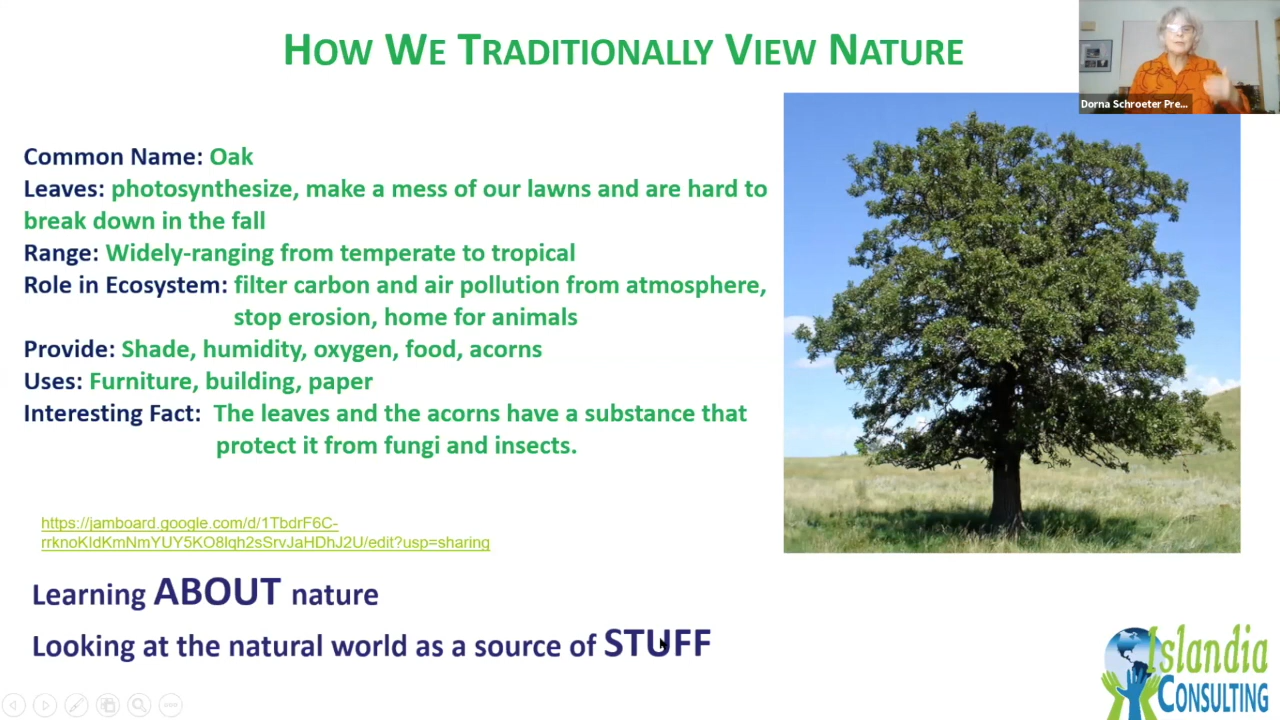 HOW WE TRADITIONALLY VIEW NATURE
Dorna Schroeter Pre...
Common Name: Oak
Leaves: photosynthesize, make a mess of our lawns and are hard to
break down in the fall
Range: Widely-ranging from temperate to tropical
Role in Ecosystem: filter carbon and air pollution from atmosphere,
stop erosion, home for animals
Provide: Shade, humidity, oxygen, food, acorns
Uses: Furniture, building, paper
Interesting Fact: The leaves and the acorns have a substance that
protect it from fungi and insects.
https://jamboard.google.com/d/1TbdrF6C-
rrknoKIdKmNmYUY5KO8lqh2sSrvJaHDhJ2U/edit?usp=sharing
Learning ABOUT nature
Looking at the natural world as a source of STUFF
Islandia
CONSULTING